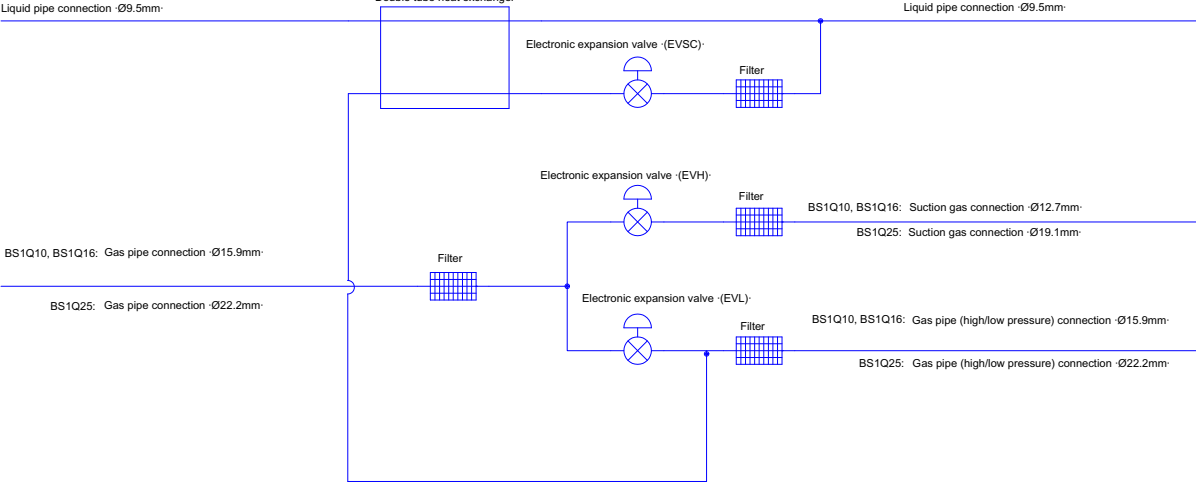 Liquid pipe connection ·Ø9.5mm·
Liquid pipe connection ·Ø9.5mm·
Electronic expansion valve ·(EVSC)·
Filter
Electronic expansion valve ·(EVH)·
Filter
BS1Q10, BS1Q16: Suction gas connection ·Ø12.7mm·
BS1Q25: Suction gas connection ·Ø19.1mm·
BS1Q10, BS1Q16: Gas pipe connection ·Ø15.9mm·
Filter
BS1Q25: Gas pipe connection ·Ø22.2mm·
Electronic expansion valve ·(EVL)·
Filter
BS1Q10, BS1Q16: Gas pipe (high/low pressure) connection ·Ø15.9mm·
BS1Q25: Gas pipe (high/low pressure) connection ·Ø22.2mm·